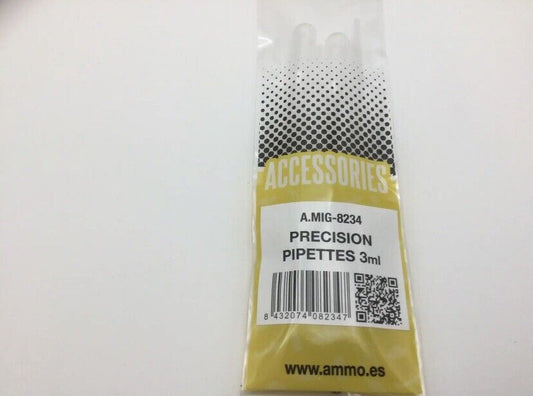 ACCESSORIES
A.MIG-8234
PRECISION
PIPETTES 3ml
8 432074 082347
www.ammo.es